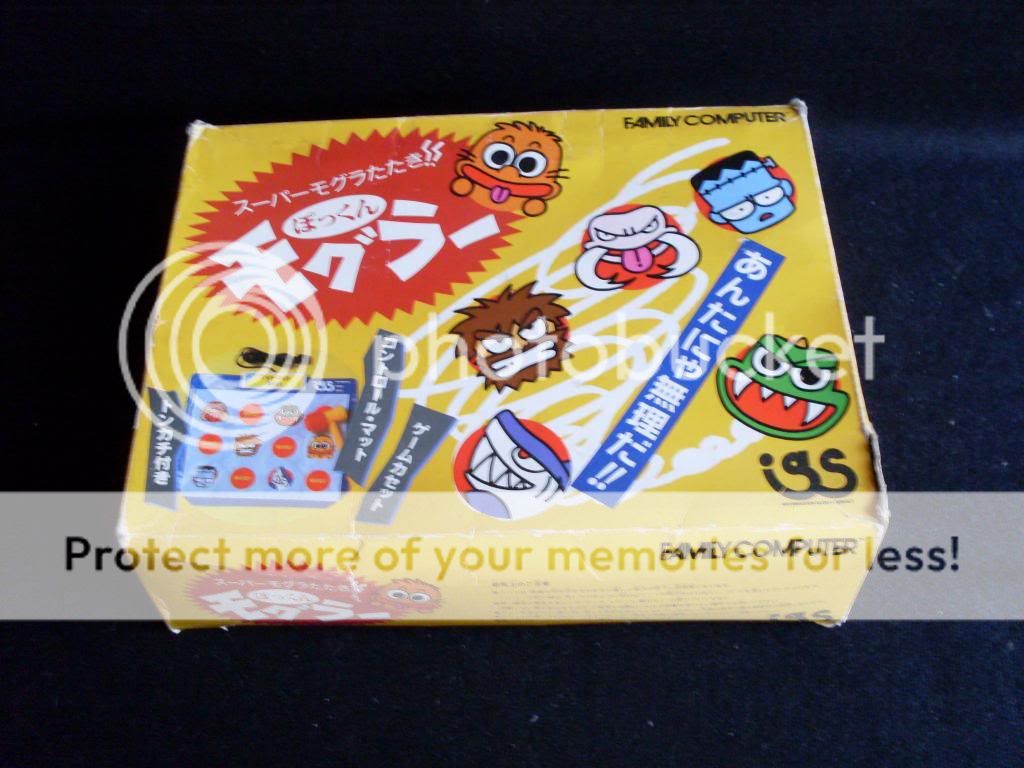 FAMILY COMPUTER
スーパーモグラたたき!!
ぽっくん
モグラー
あんたにゃ無理だ!!
コントロール・マット
ゲームカセット
トンカチ付き
igs
photobucket
Protect more of your memories for less!
FAMILY COMPUTER
スーパーモグラたたき!!
ぽっくん
モグラー
igs